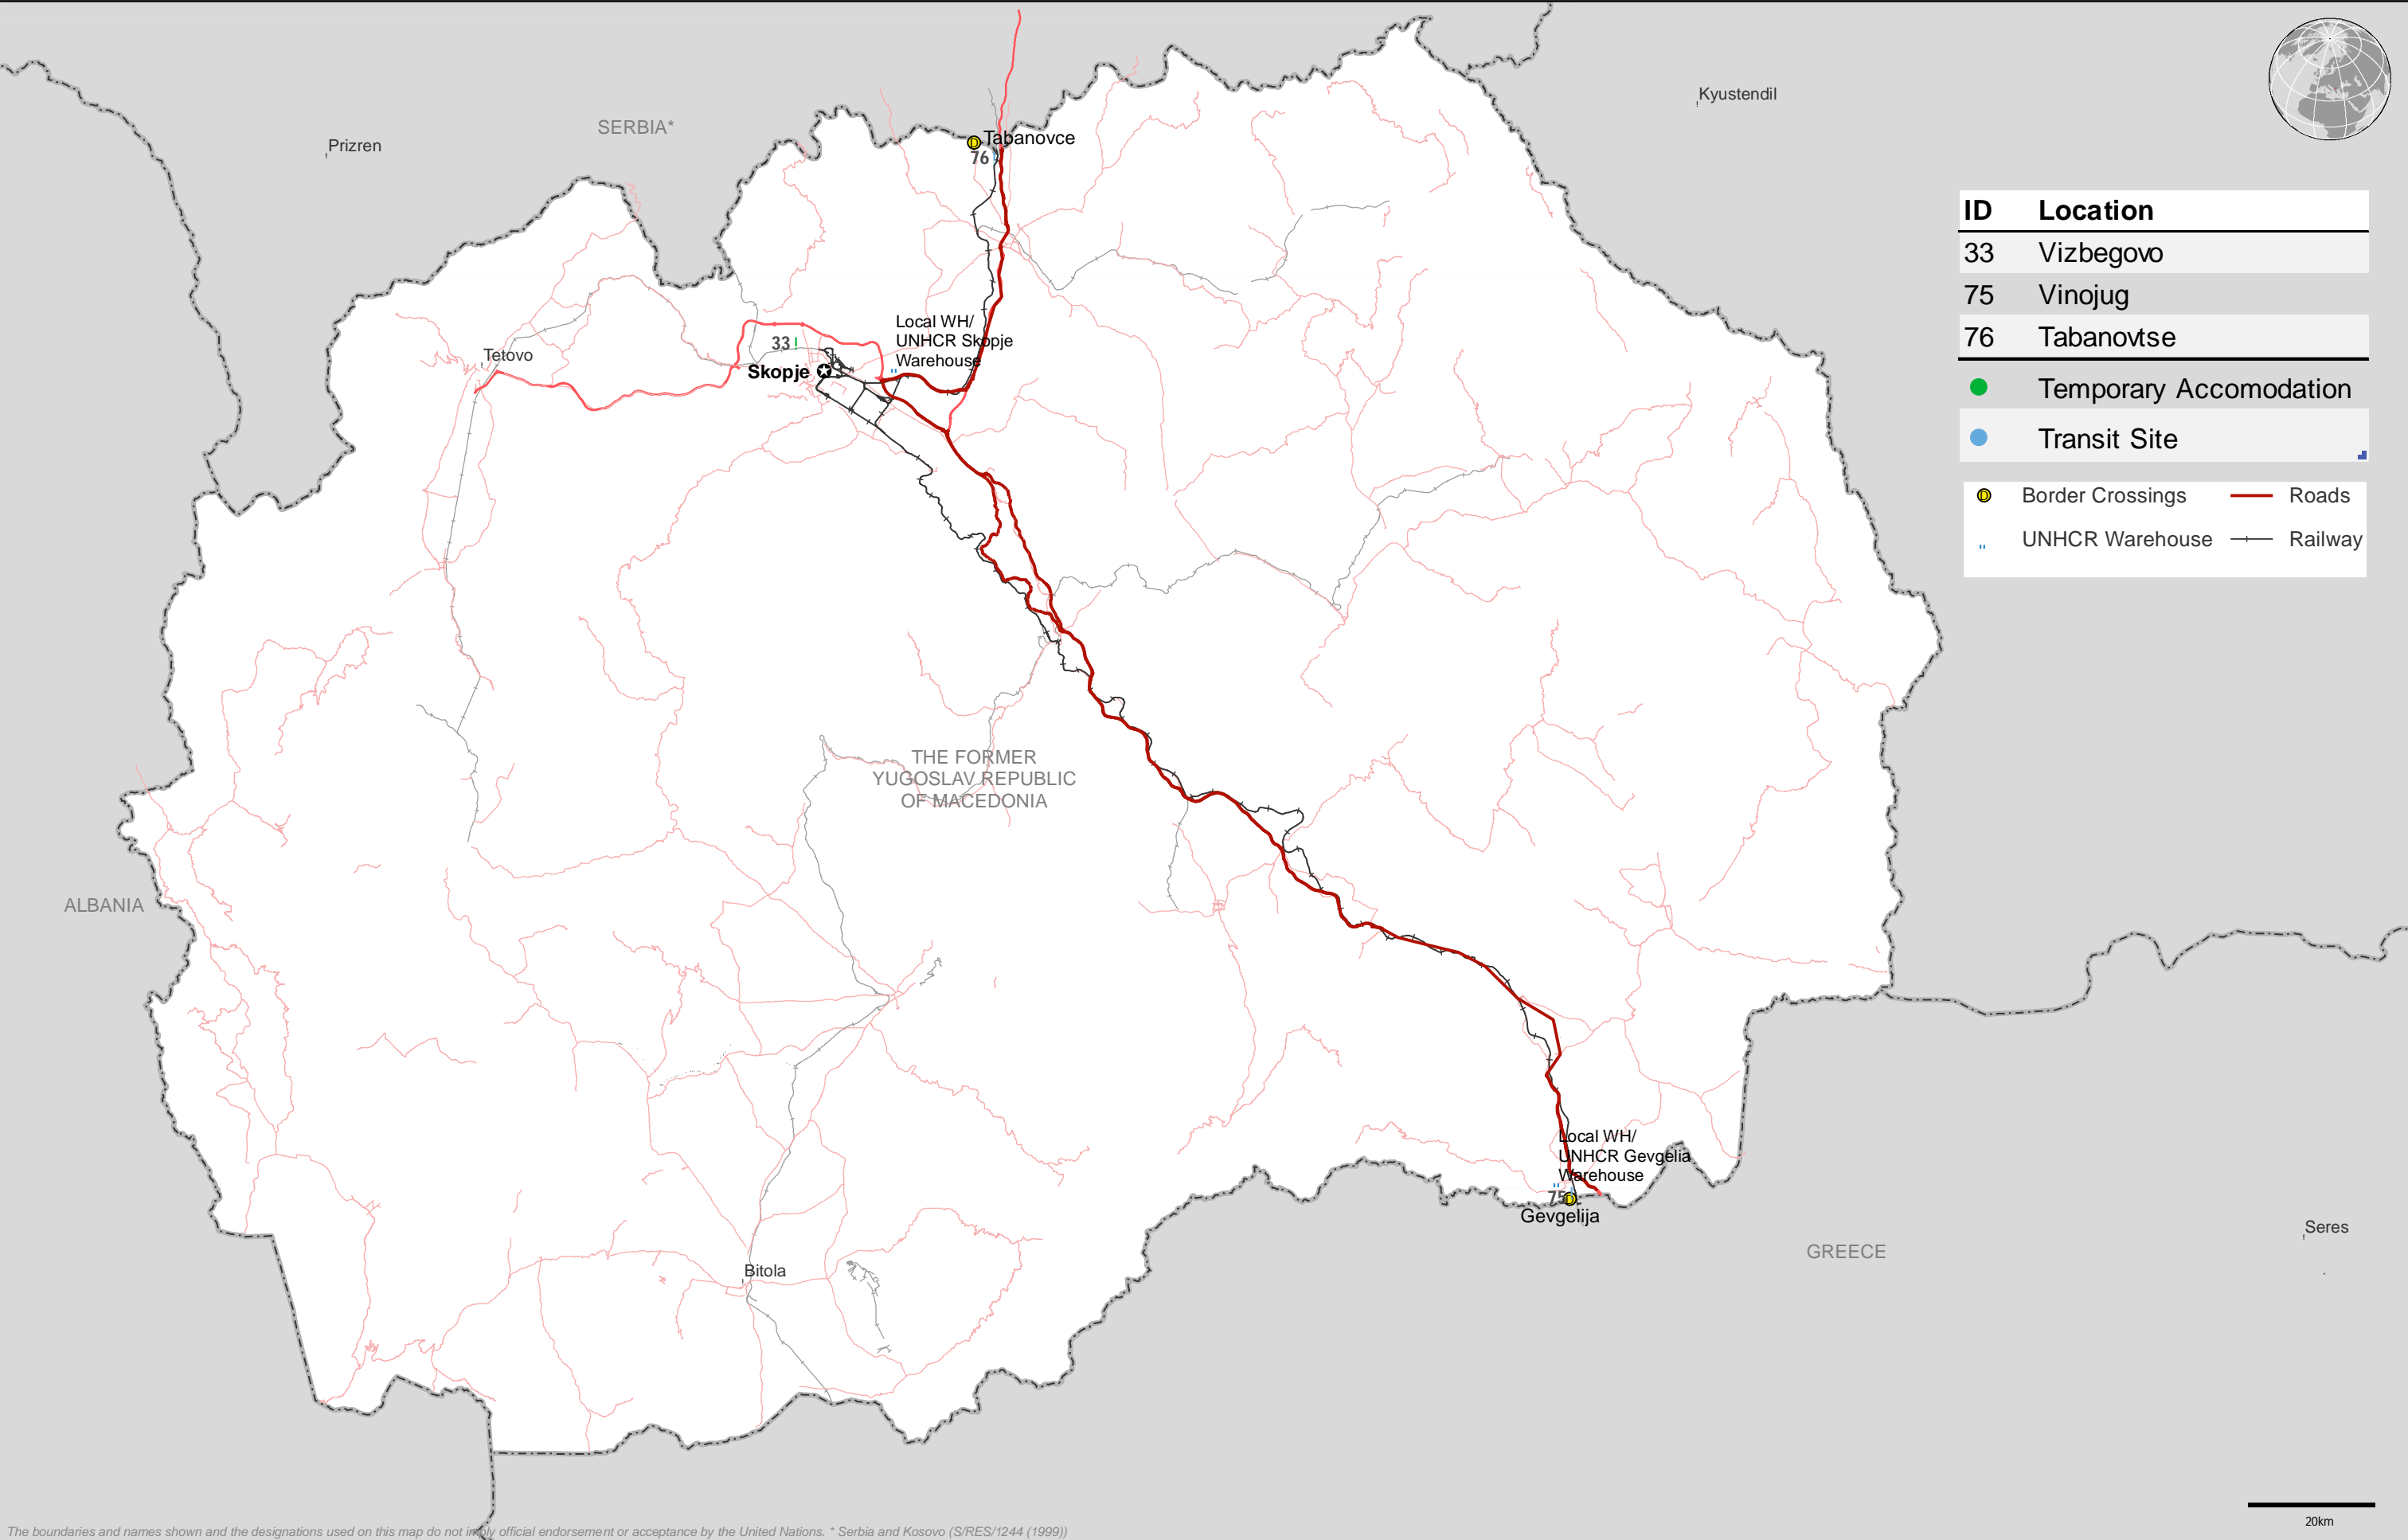 Kyustendil
SERBIA*
Prizren
Tabanovce
76
ID Location
33 Vizbegovo
75 Vinojug
76 Tabanovtse
Temporary Accomodation
Transit Site
Border Crossings
Roads
UNHCR Warehouse
Railway
Local WH/
UNHCR Skopje
Warehouse
33
Tetovo
Skopje
THE FORMER
YUGOSLAV REPUBLIC
OF MACEDONIA
ALBANIA
Local WH/
UNHCR Gevgelia
Warehouse
75
Gevgelija
Seres
GREECE
Bitola
20km
The boundaries and names shown and the designations used on this map do not imply official endorsement or acceptance by the United Nations. * Serbia and Kosovo (S/RES/1244 (1999))